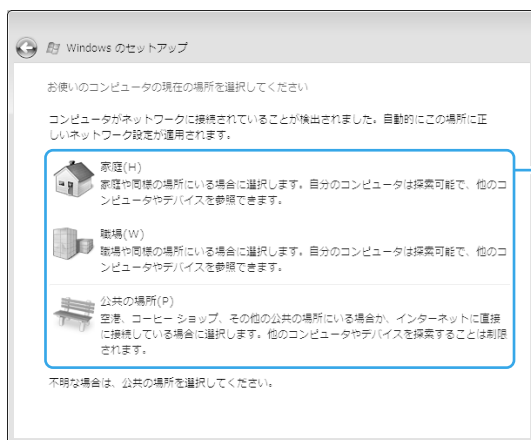 Windows のセットアップ
お使いのコンピュータの現在の場所を選択してください
コンピュータがネットワークに接続されていることが検出されました。自動的にこの場所に正
しいネットワーク設定が適用されます。
家庭(H)
家庭や同様の場所にいる場合に選択します。自分のコンピュータは探索可能で、他のコ
ンピュータやデバイスを参照できます。
職場(W)
職場や同様の場所にいる場合に選択します。自分のコンピュータは探索可能で、他のコ
ンピュータやデバイスを参照できます。
公共の場所(P)
空港、コーヒー ショップ、その他の公共の場所にいる場合か、インターネットに直接
に接続している場合に選択します。他のコンピュータやデバイスを探索することは制限
されます。
不明な場合は、公共の場所を選択してください。